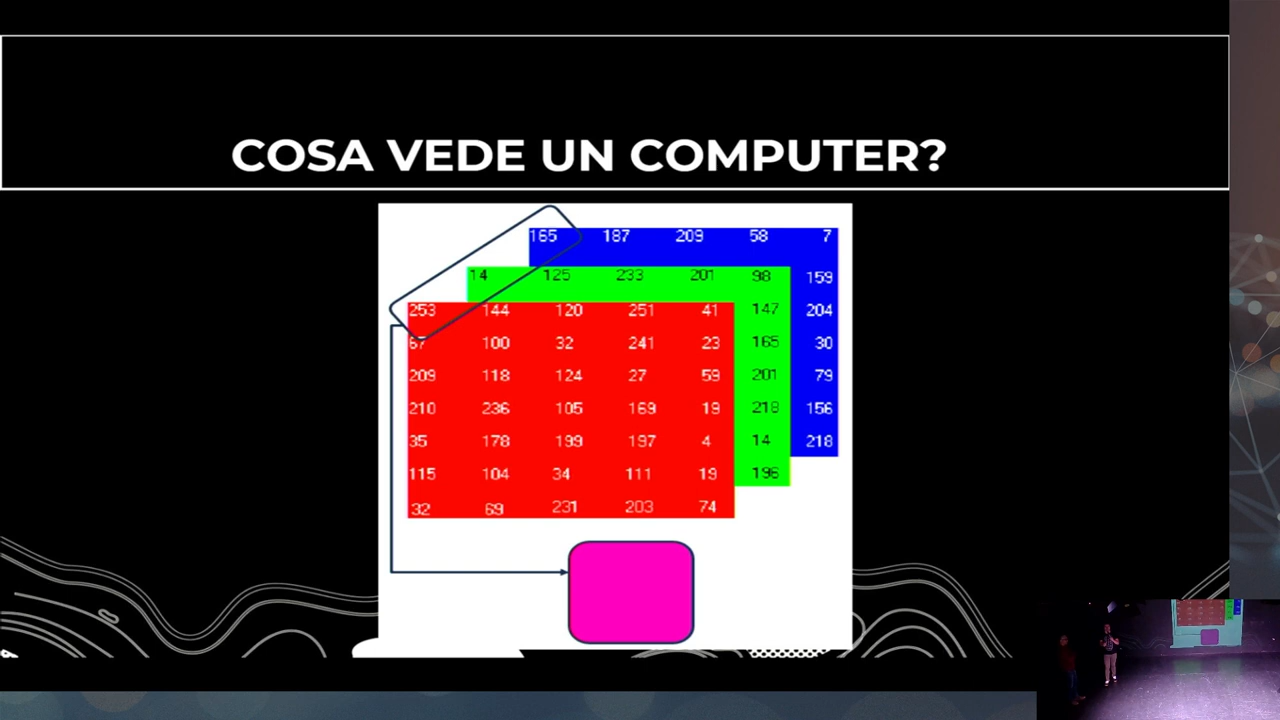 COSA VEDE UN COMPUTER?
165 187 209 58 7
14 125 233 201 98 159
253 144 120 251 41 147 204
67 100 32 241 23 165 30
209 118 124 27 59 201 79
210 236 105 169 19 218 156
35 178 199 197 4 14 218
115 104 34 111 19 196
32 69 231 203 74